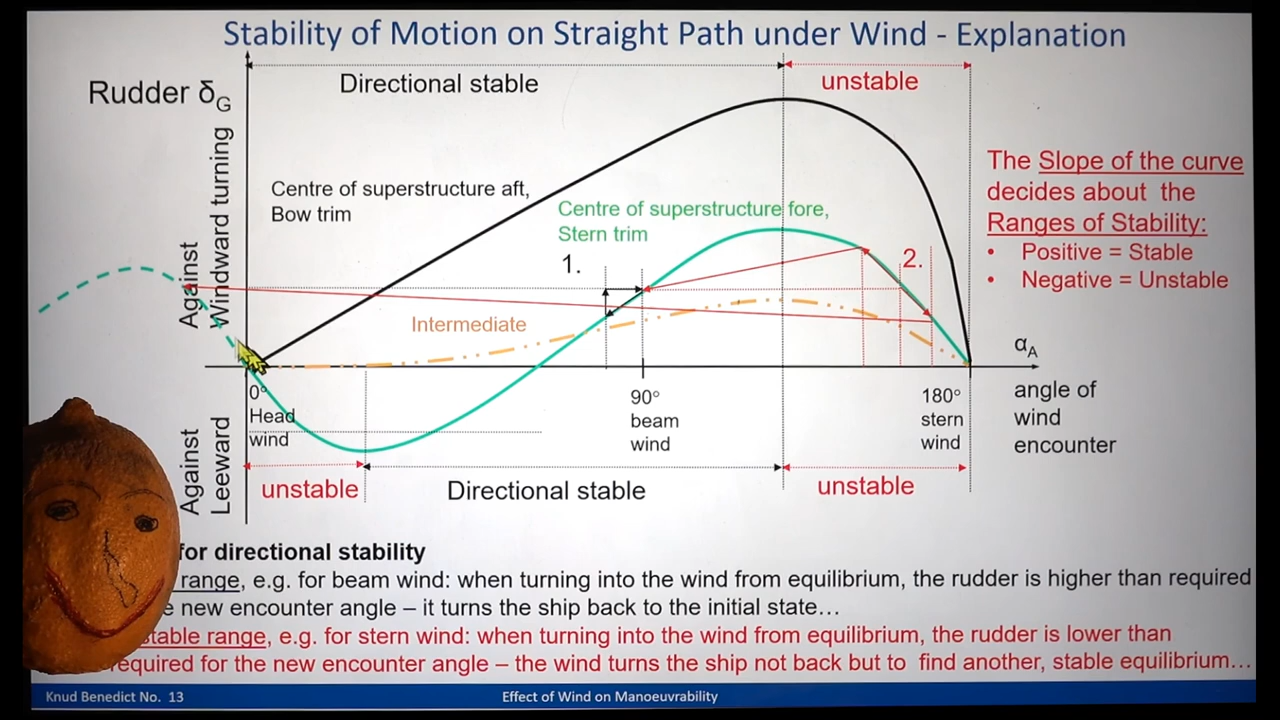 Stability of Motion on Straight Path under Wind - Explanation
Directional stable
unstable
Rudder δG
Against
Windward turning
Centre of superstructure aft,
Bow trim
Centre of superstructure fore,
Stern trim
1.
2.
Intermediate
The Slope of the curve
decides about the
Ranges of Stability:
• Positive = Stable
• Negative = Unstable
αA
angle of
wind
encounter
0°
Head
wind
90°
beam
wind
180°
stern
wind
Against
Leeward
unstable
Directional stable
unstable
for directional stability
range, e.g. for beam wind: when turning into the wind from equilibrium, the rudder is higher than required
new encounter angle – it turns the ship back to the initial state…
stable range, e.g. for stern wind: when turning into the wind from equilibrium, the rudder is lower than
required for the new encounter angle – the wind turns the ship not back but to find another, stable equilibrium…
Knud Benedict No. 13
Effect of Wind on Manoeuvrability